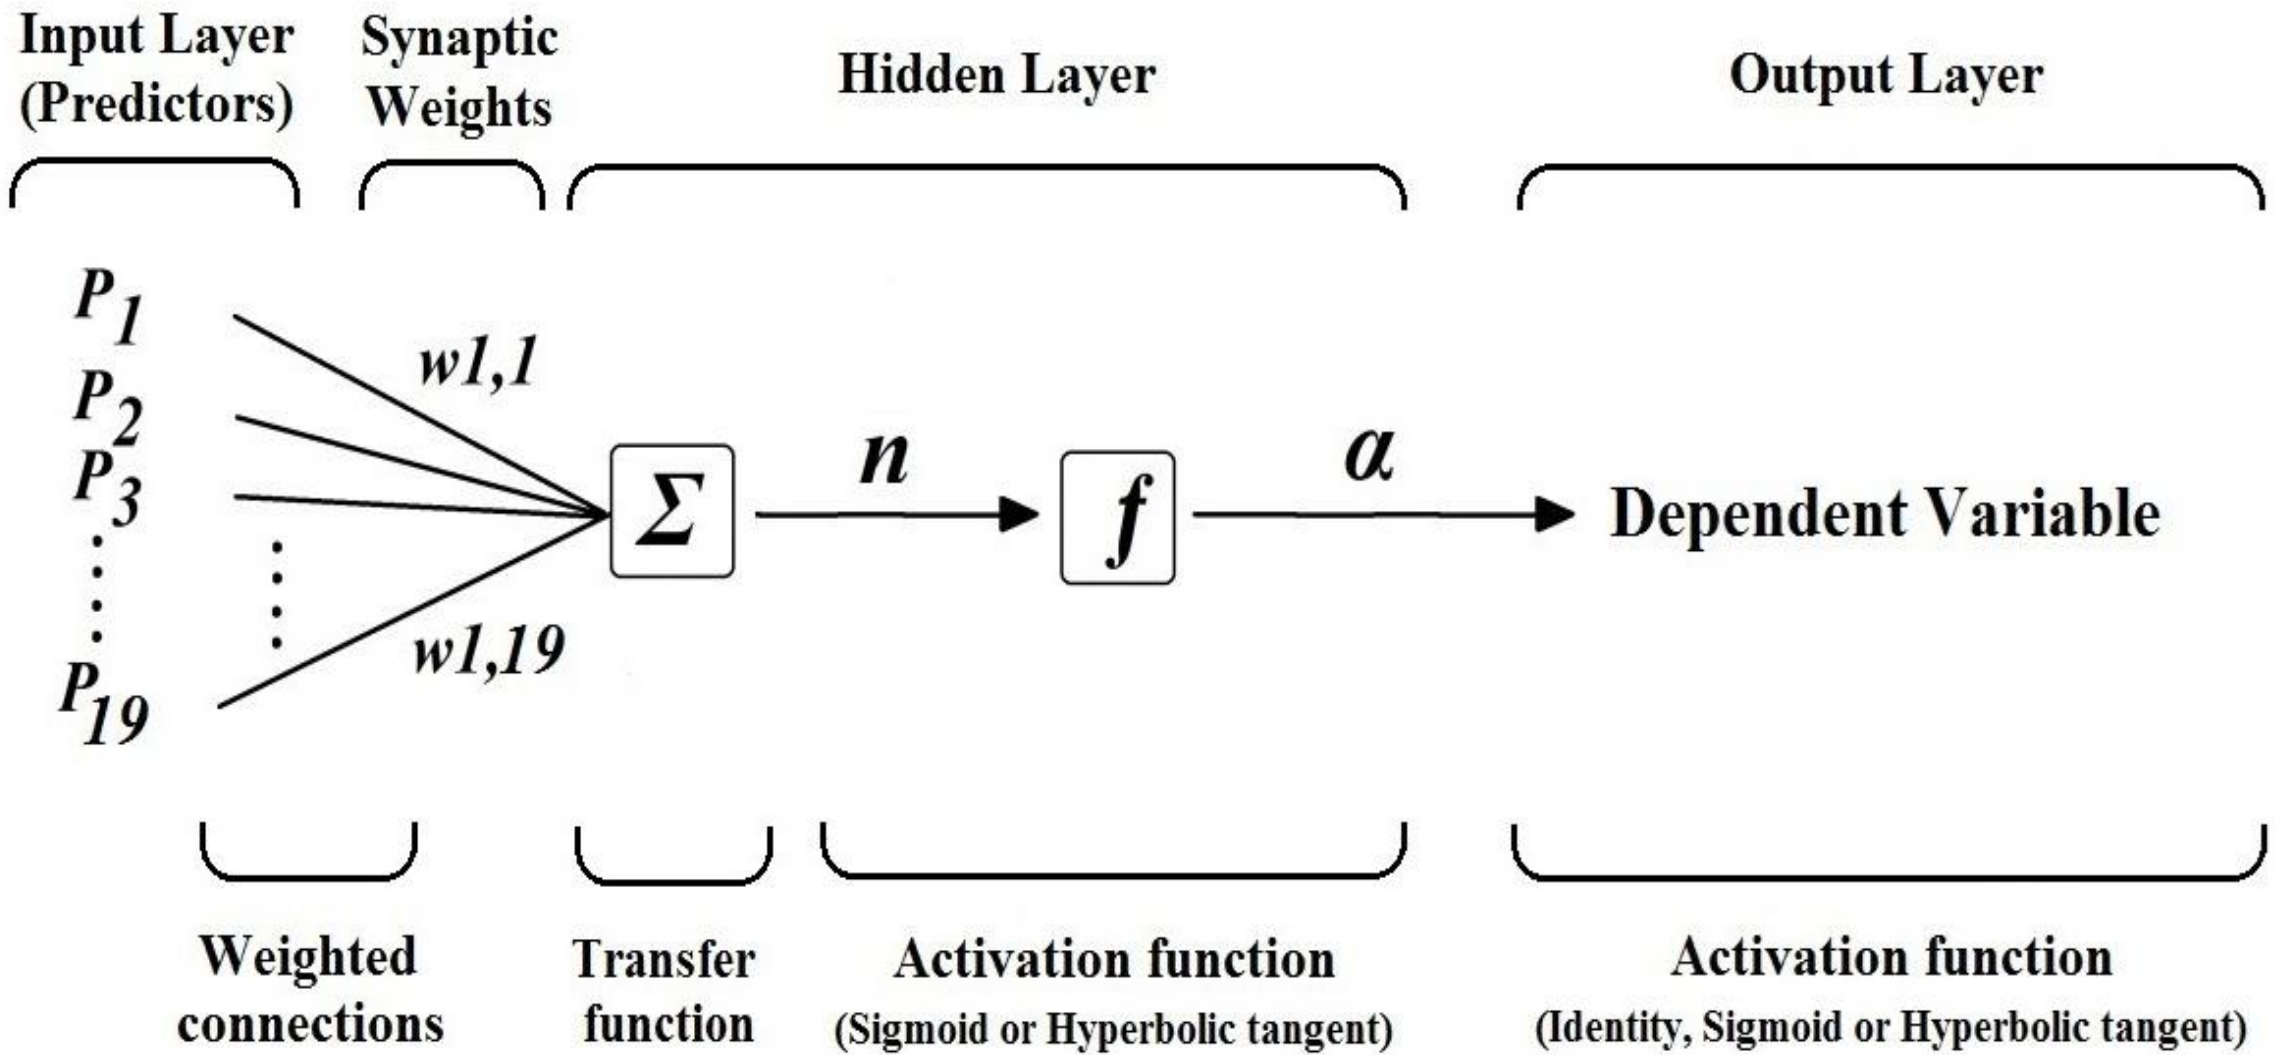 Input Layer
(Predictors)
Synaptic
Weights
Hidden Layer
Output Layer
P1
w1,1
P2
P3
Σ
n
f
α
Dependent Variable
w1,19
P19
Weighted
connections
Transfer
function
Activation function
(Sigmoid or Hyperbolic tangent)
Activation function
(Identity, Sigmoid or Hyperbolic tangent)